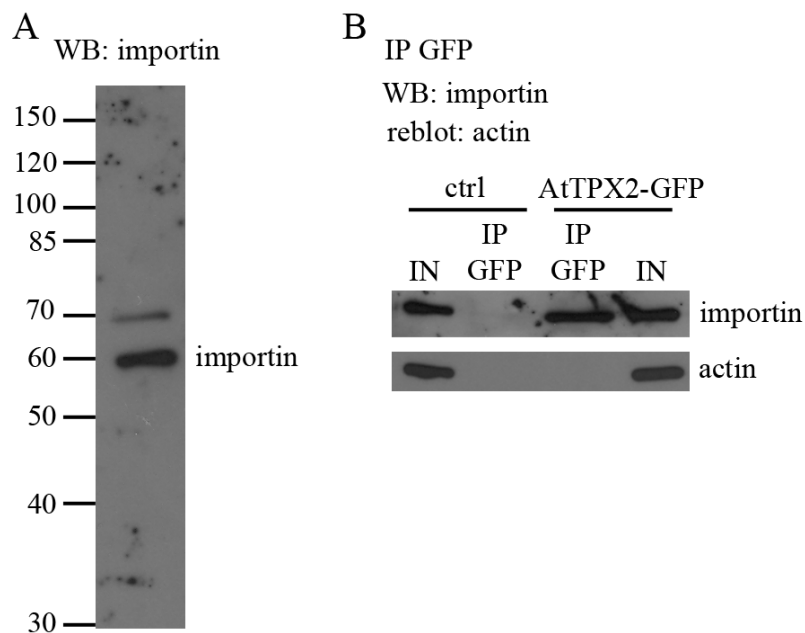 A
WB: importin
150
120
100
85
70
60
50
40
30
importin
B
IP GFP
WB: importin
reblot: actin
ctrl AtTPX2-GFP
IP IP
IN GFP GFP IN
importin
actin